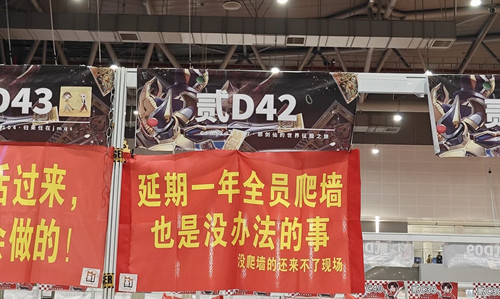 D43
贰D42
活过来，
会做的！
延期一年全员爬墙
也是没办法的事
没爬墙的还来不了现场